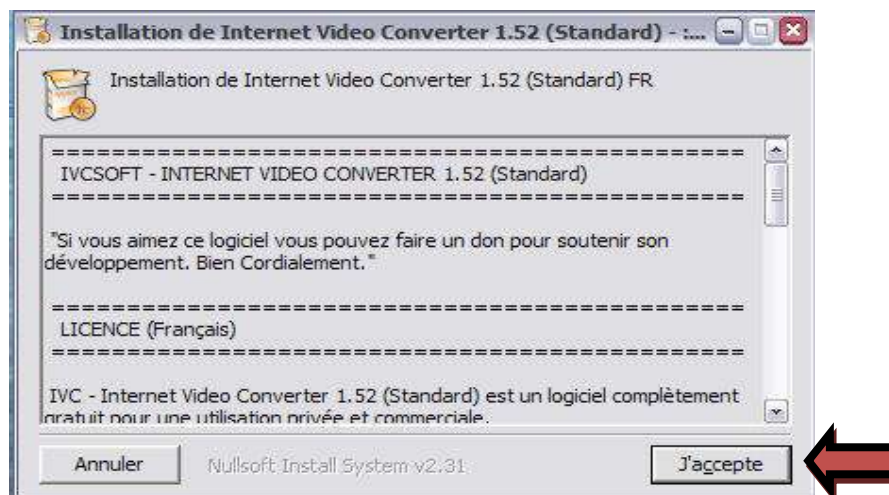 Installation de Internet Video Converter 1.52 (Standard) - :...
Installation de Internet Video Converter 1.52 (Standard) FR
=======================================================
IVCSOFT - INTERNET VIDEO CONVERTER 1.52 (Standard)
=======================================================
"Si vous aimez ce logiciel vous pouvez faire un don pour soutenir son
développement. Bien Cordialement."
=======================================================
LICENCE (Français)
=======================================================
IVC - Internet Video Converter 1.52 (Standard) est un logiciel complètement
gratuit pour une utilisation privée et commerciale.
Annuler
Nullsoft Install System v2.31
J'accepte